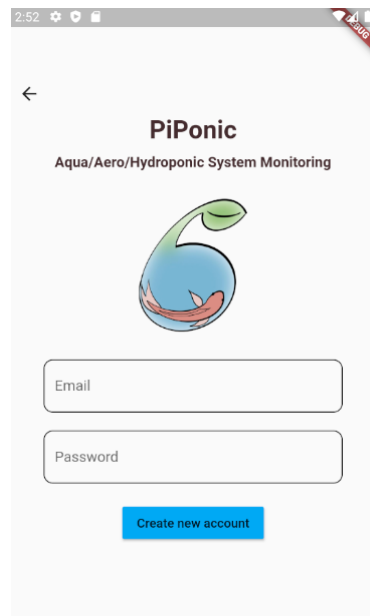 2:52
DEBUG
PiPonic
Aqua/Aero/Hydroponic System Monitoring
Email
Password
Create new account